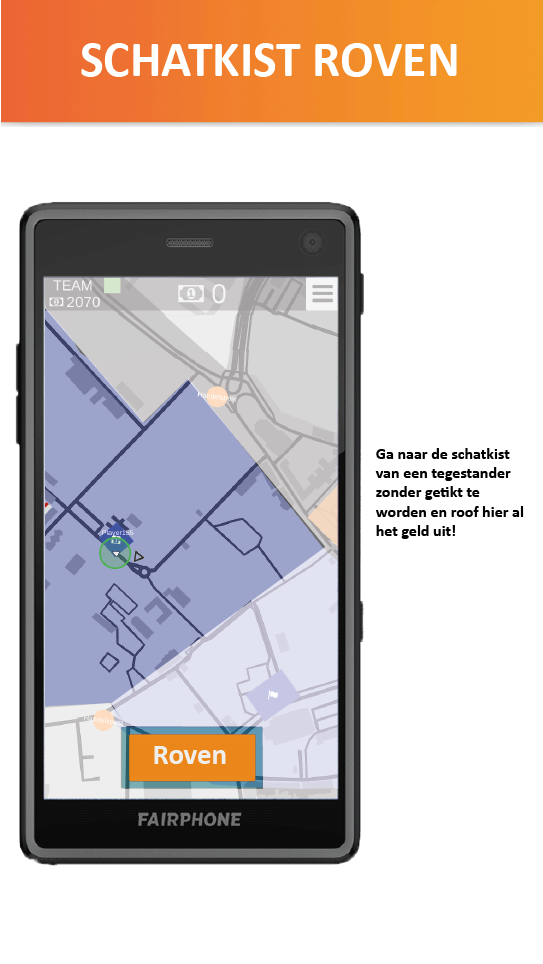 SCHATKIST ROVEN
TEAM
2070
0
Ga naar de schatkist
van een tegestander
zonder getikt te
worden en roof hier al
het geld uit!
Player155
Roven
FAIRPHONE